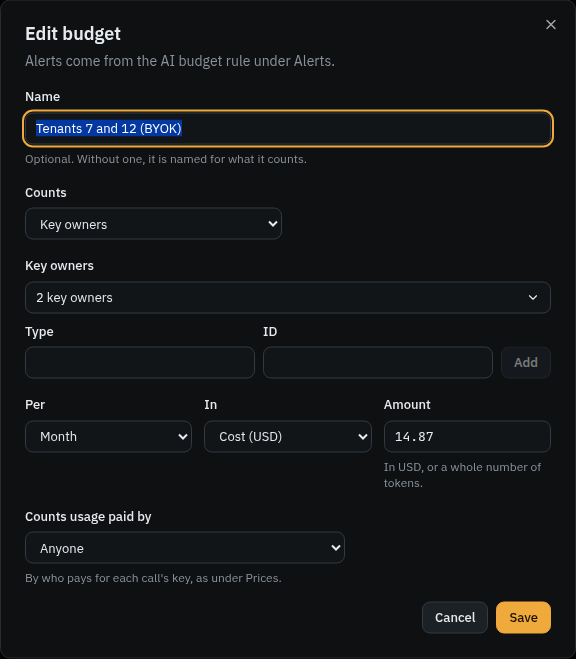 Edit budget
Alerts come from the AI budget rule under Alerts.
Name
Tenants 7 and 12 (BYOK)
Optional. Without one, it is named for what it counts.
Counts
Key owners
Key owners
2 key owners
Type ID
Add
Per In Amount
Month Cost (USD) 14.87
In USD, or a whole number of
tokens.
Counts usage paid by
Anyone
By who pays for each call's key, as under Prices.
Cancel Save